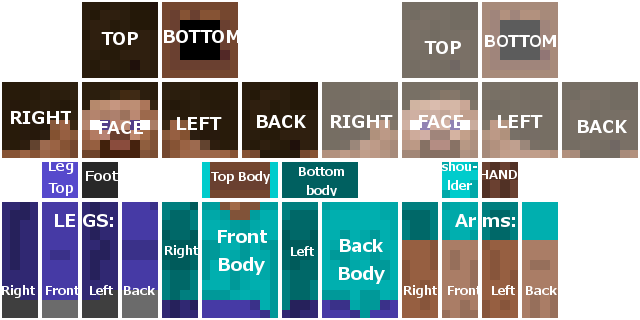 TOP
BOTTOM
TOP
BOTTOM
RIGHT
FACE
LEFT
BACK
RIGHT
FACE
LEFT
BACK
Leg
Top
Foot
Top Body
Bottom
body
shou-
lder
HAND
LEGS:
Right
Front
Left
Back
Right
Front
Body
Left
Back
Body
Arms:
Right
Front
Left
Back